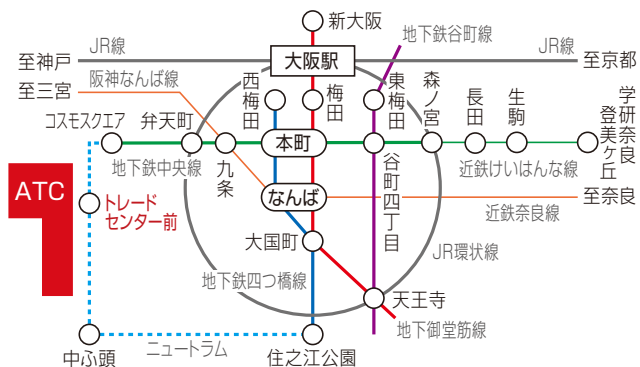 新大阪
地下鉄谷町線
JR線
JR線
至神戸
大阪駅
至京都
阪神なんば線
至三宮
西梅田
梅田
東梅田
森ノ宮
長田
生駒
学研奈良
登美ヶ丘
コスモスクエア
弁天町
本町
地下鉄中央線
九条
谷町四丁目
近鉄けいはんな線
ATC
トレード
センター前
なんば
至奈良
近鉄奈良線
大国町
JR環状線
地下鉄四つ橋線
天王寺
地下御堂筋線
ニュートラム
中ふ頭
住之江公園